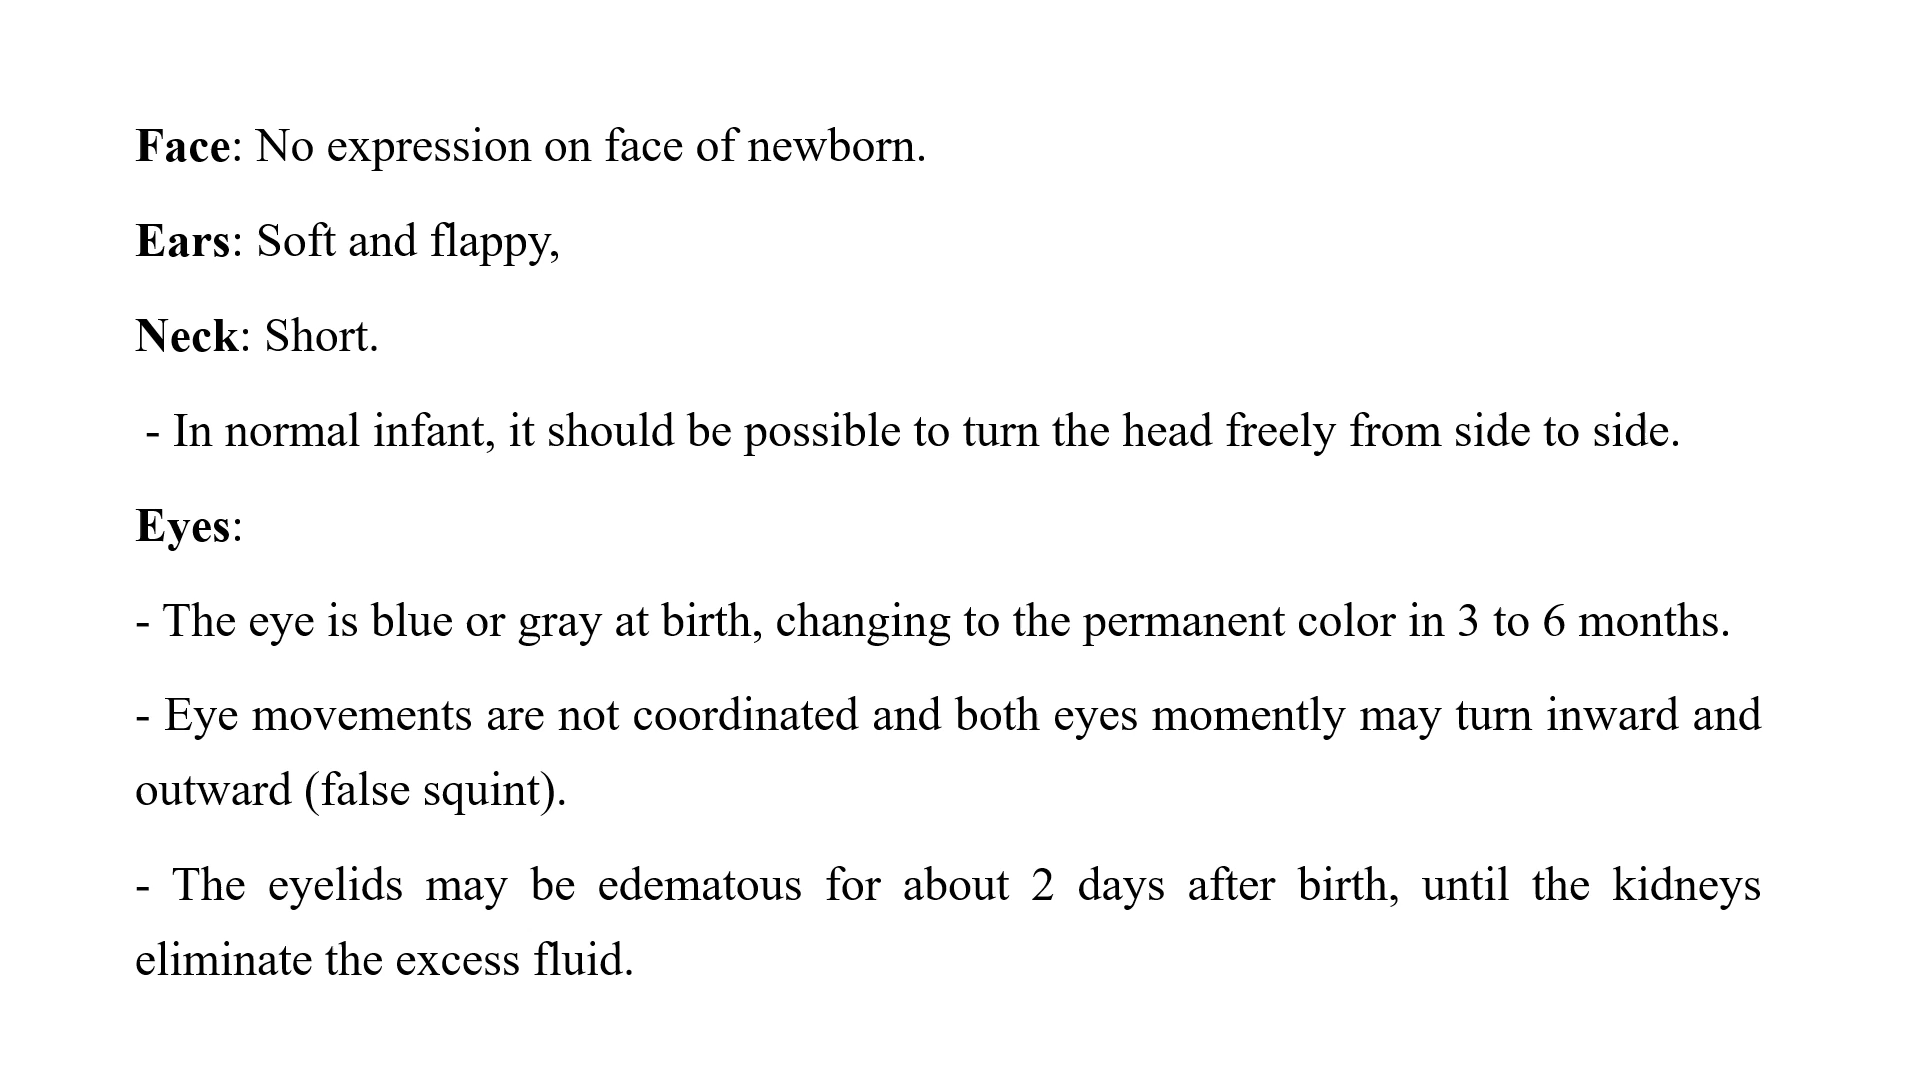 Face: No expression on face of newborn.
Ears: Soft and flappy,
Neck: Short.
- In normal infant, it should be possible to turn the head freely from side to side.
Eyes:
- The eye is blue or gray at birth, changing to the permanent color in 3 to 6 months.
- Eye movements are not coordinated and both eyes momently may turn inward and
outward (false squint).
- The eyelids may be edematous for about 2 days after birth, until the kidneys
eliminate the excess fluid.